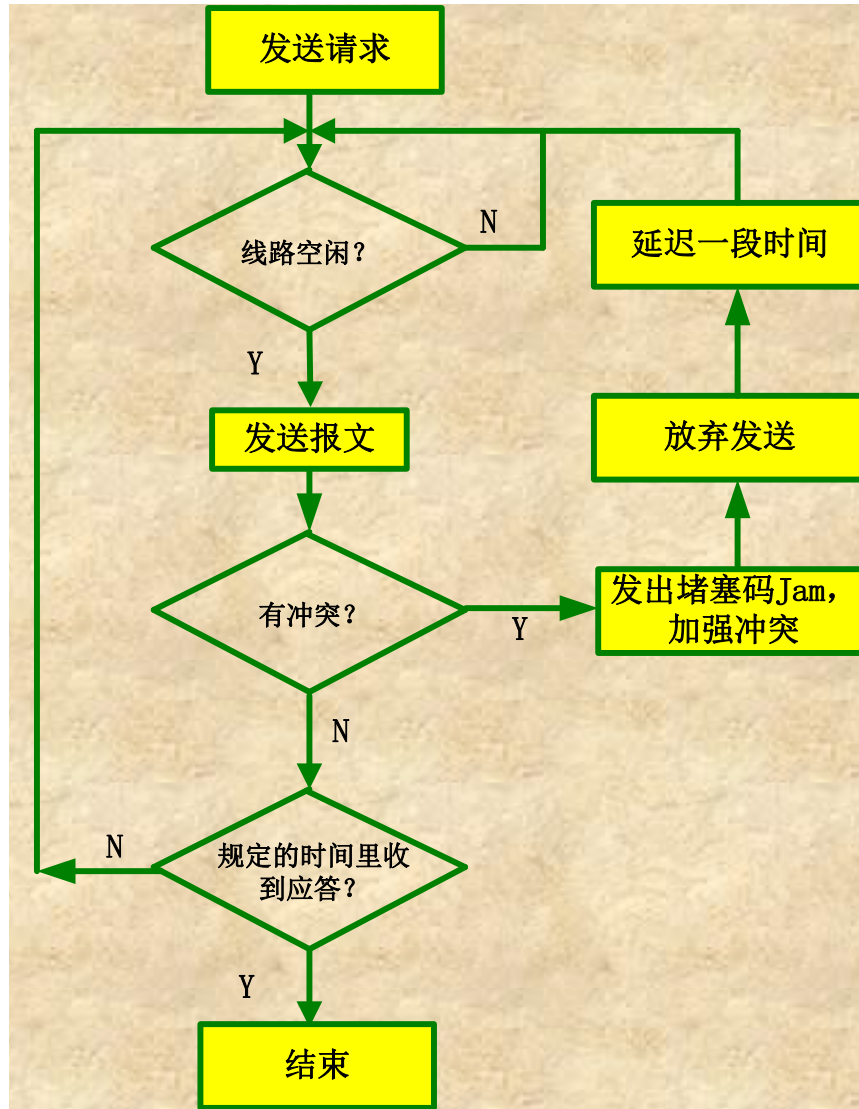 发送请求
线路空闲?
N
延迟一段时间
Y
发送报文
放弃发送
有冲突?
Y
发出堵塞码Jam,
加强冲突
N
N
规定的时间里收
到应答?
Y
结束